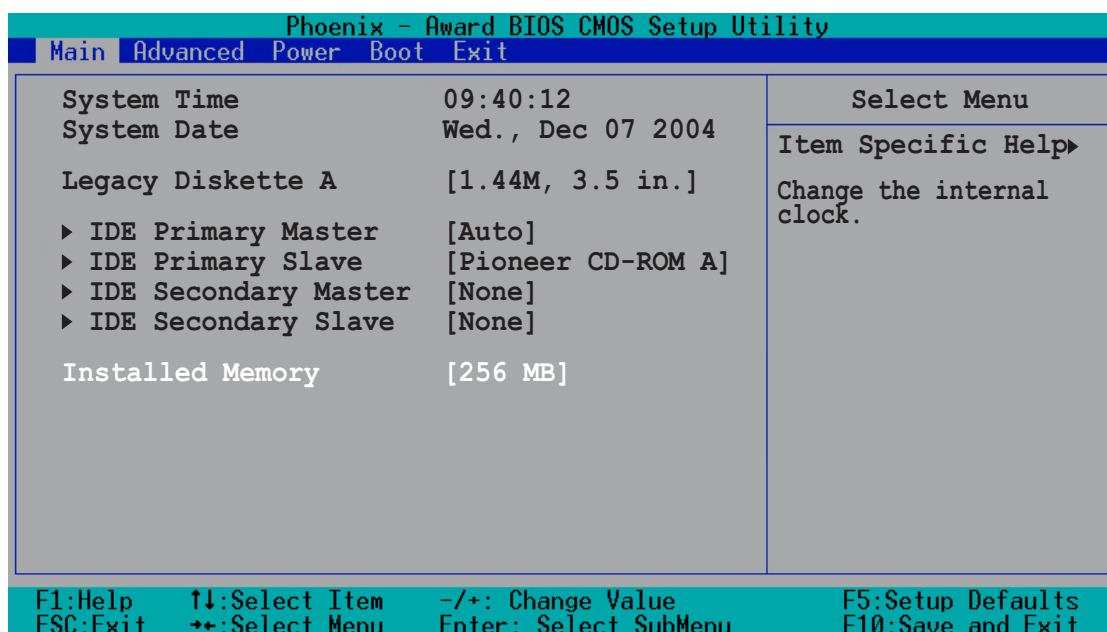 Phoenix - Award BIOS CMOS Setup Utility
Main Advanced Power Boot Exit
System Time 09:40:12
System Date Wed., Dec 07 2004
Legacy Diskette A [1.44M, 3.5 in.]
▶ IDE Primary Master [Auto]
▶ IDE Primary Slave [Pioneer CD-ROM A]
▶ IDE Secondary Master [None]
▶ IDE Secondary Slave [None]
Installed Memory [256 MB]
Select Menu
Item Specific Help▶
Change the internal
clock.
F1:Help ↑↓:Select Item -/+: Change Value F5:Setup Defaults
ESC:Exit →←:Select Menu Enter: Select SubMenu F10:Save and Exit